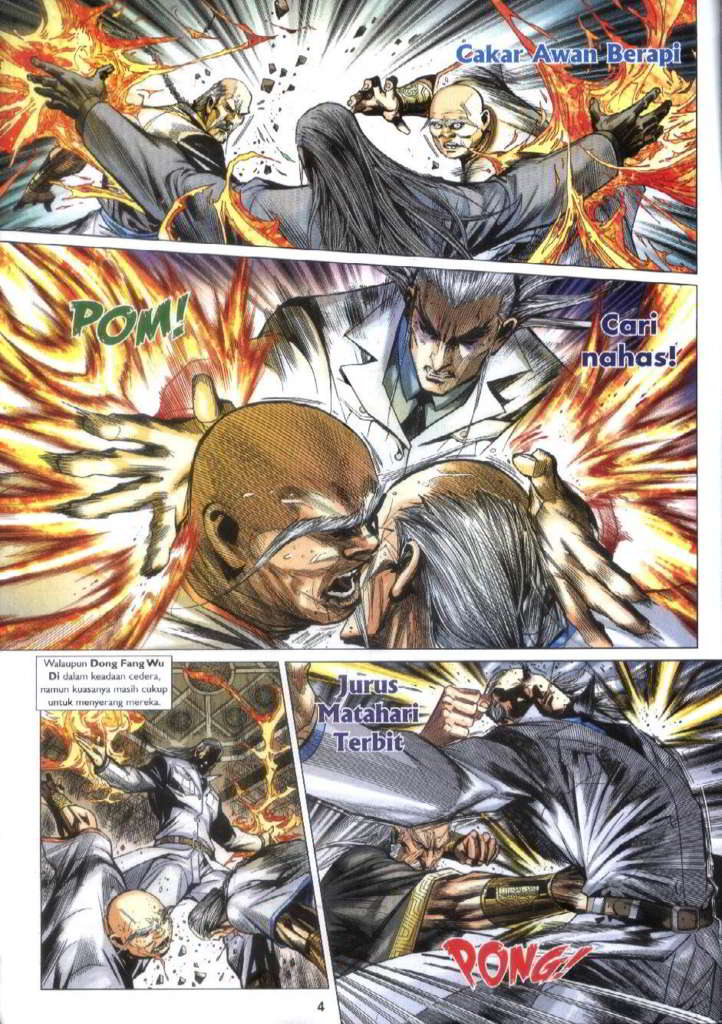 Cakar Awan Berapi
POM!
Cari
nahas!
Walaupun Dong Fang Wu
Di dalam keadaan cedera,
namun kuasanya masih cukup
untuk menyerang mereka.
Jurus
Matahari
Terbit
PONG!
4